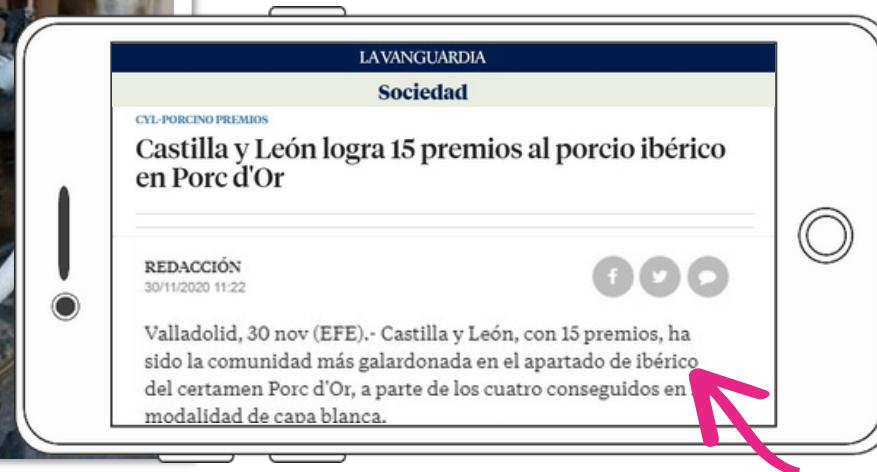 LAVANGUARDIA
Sociedad
CYL-PORCINO PREMIOS
Castilla y León logra 15 premios al porcio ibérico
en Porc d'Or
REDACCIÓN
30/11/2020 11:22
Valladolid, 30 nov (EFE).- Castilla y León, con 15 premios, ha
sido la comunidad más galardonada en el apartado de ibérico
del certamen Porc d'Or, a parte de los cuatro conseguidos en
modalidad de capa blanca.